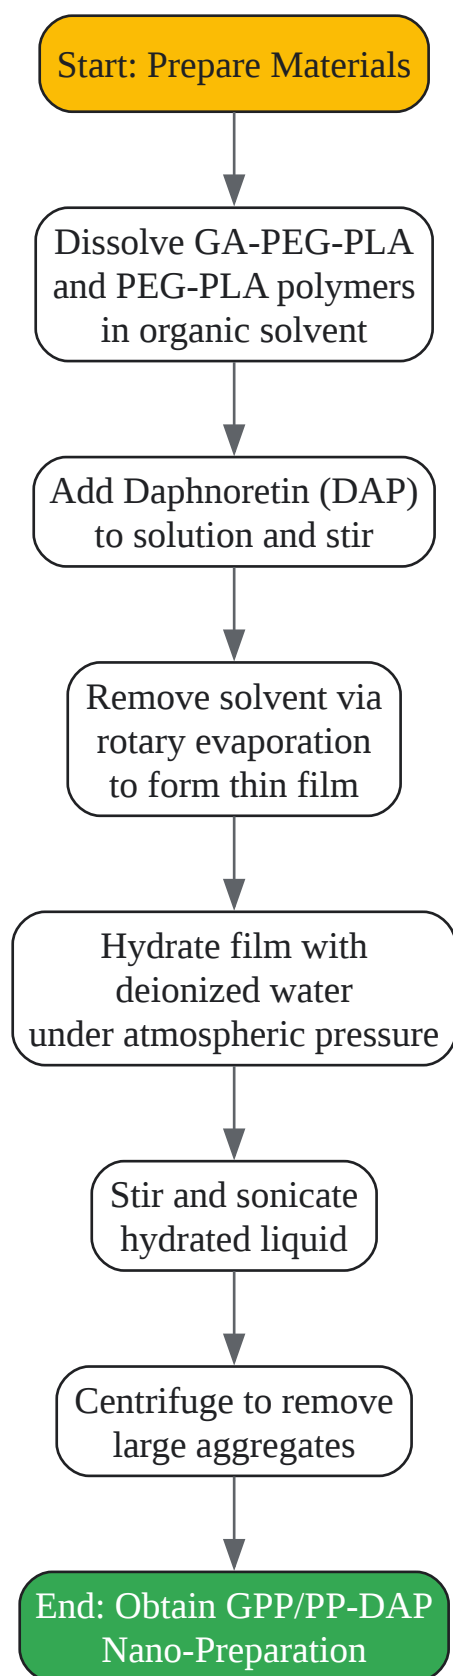 Start: Prepare Materials
Dissolve GA-PEG-PLA
and PEG-PLA polymers
in organic solvent
Add Daphnoretin (DAP)
to solution and stir
Remove solvent via
rotary evaporation
to form thin film
Hydrate film with
deionized water
under atmospheric pressure
Stir and sonicate
hydrated liquid
Centrifuge to remove
large aggregates
End: Obtain GPP/PP-DAP
Nano-Preparation